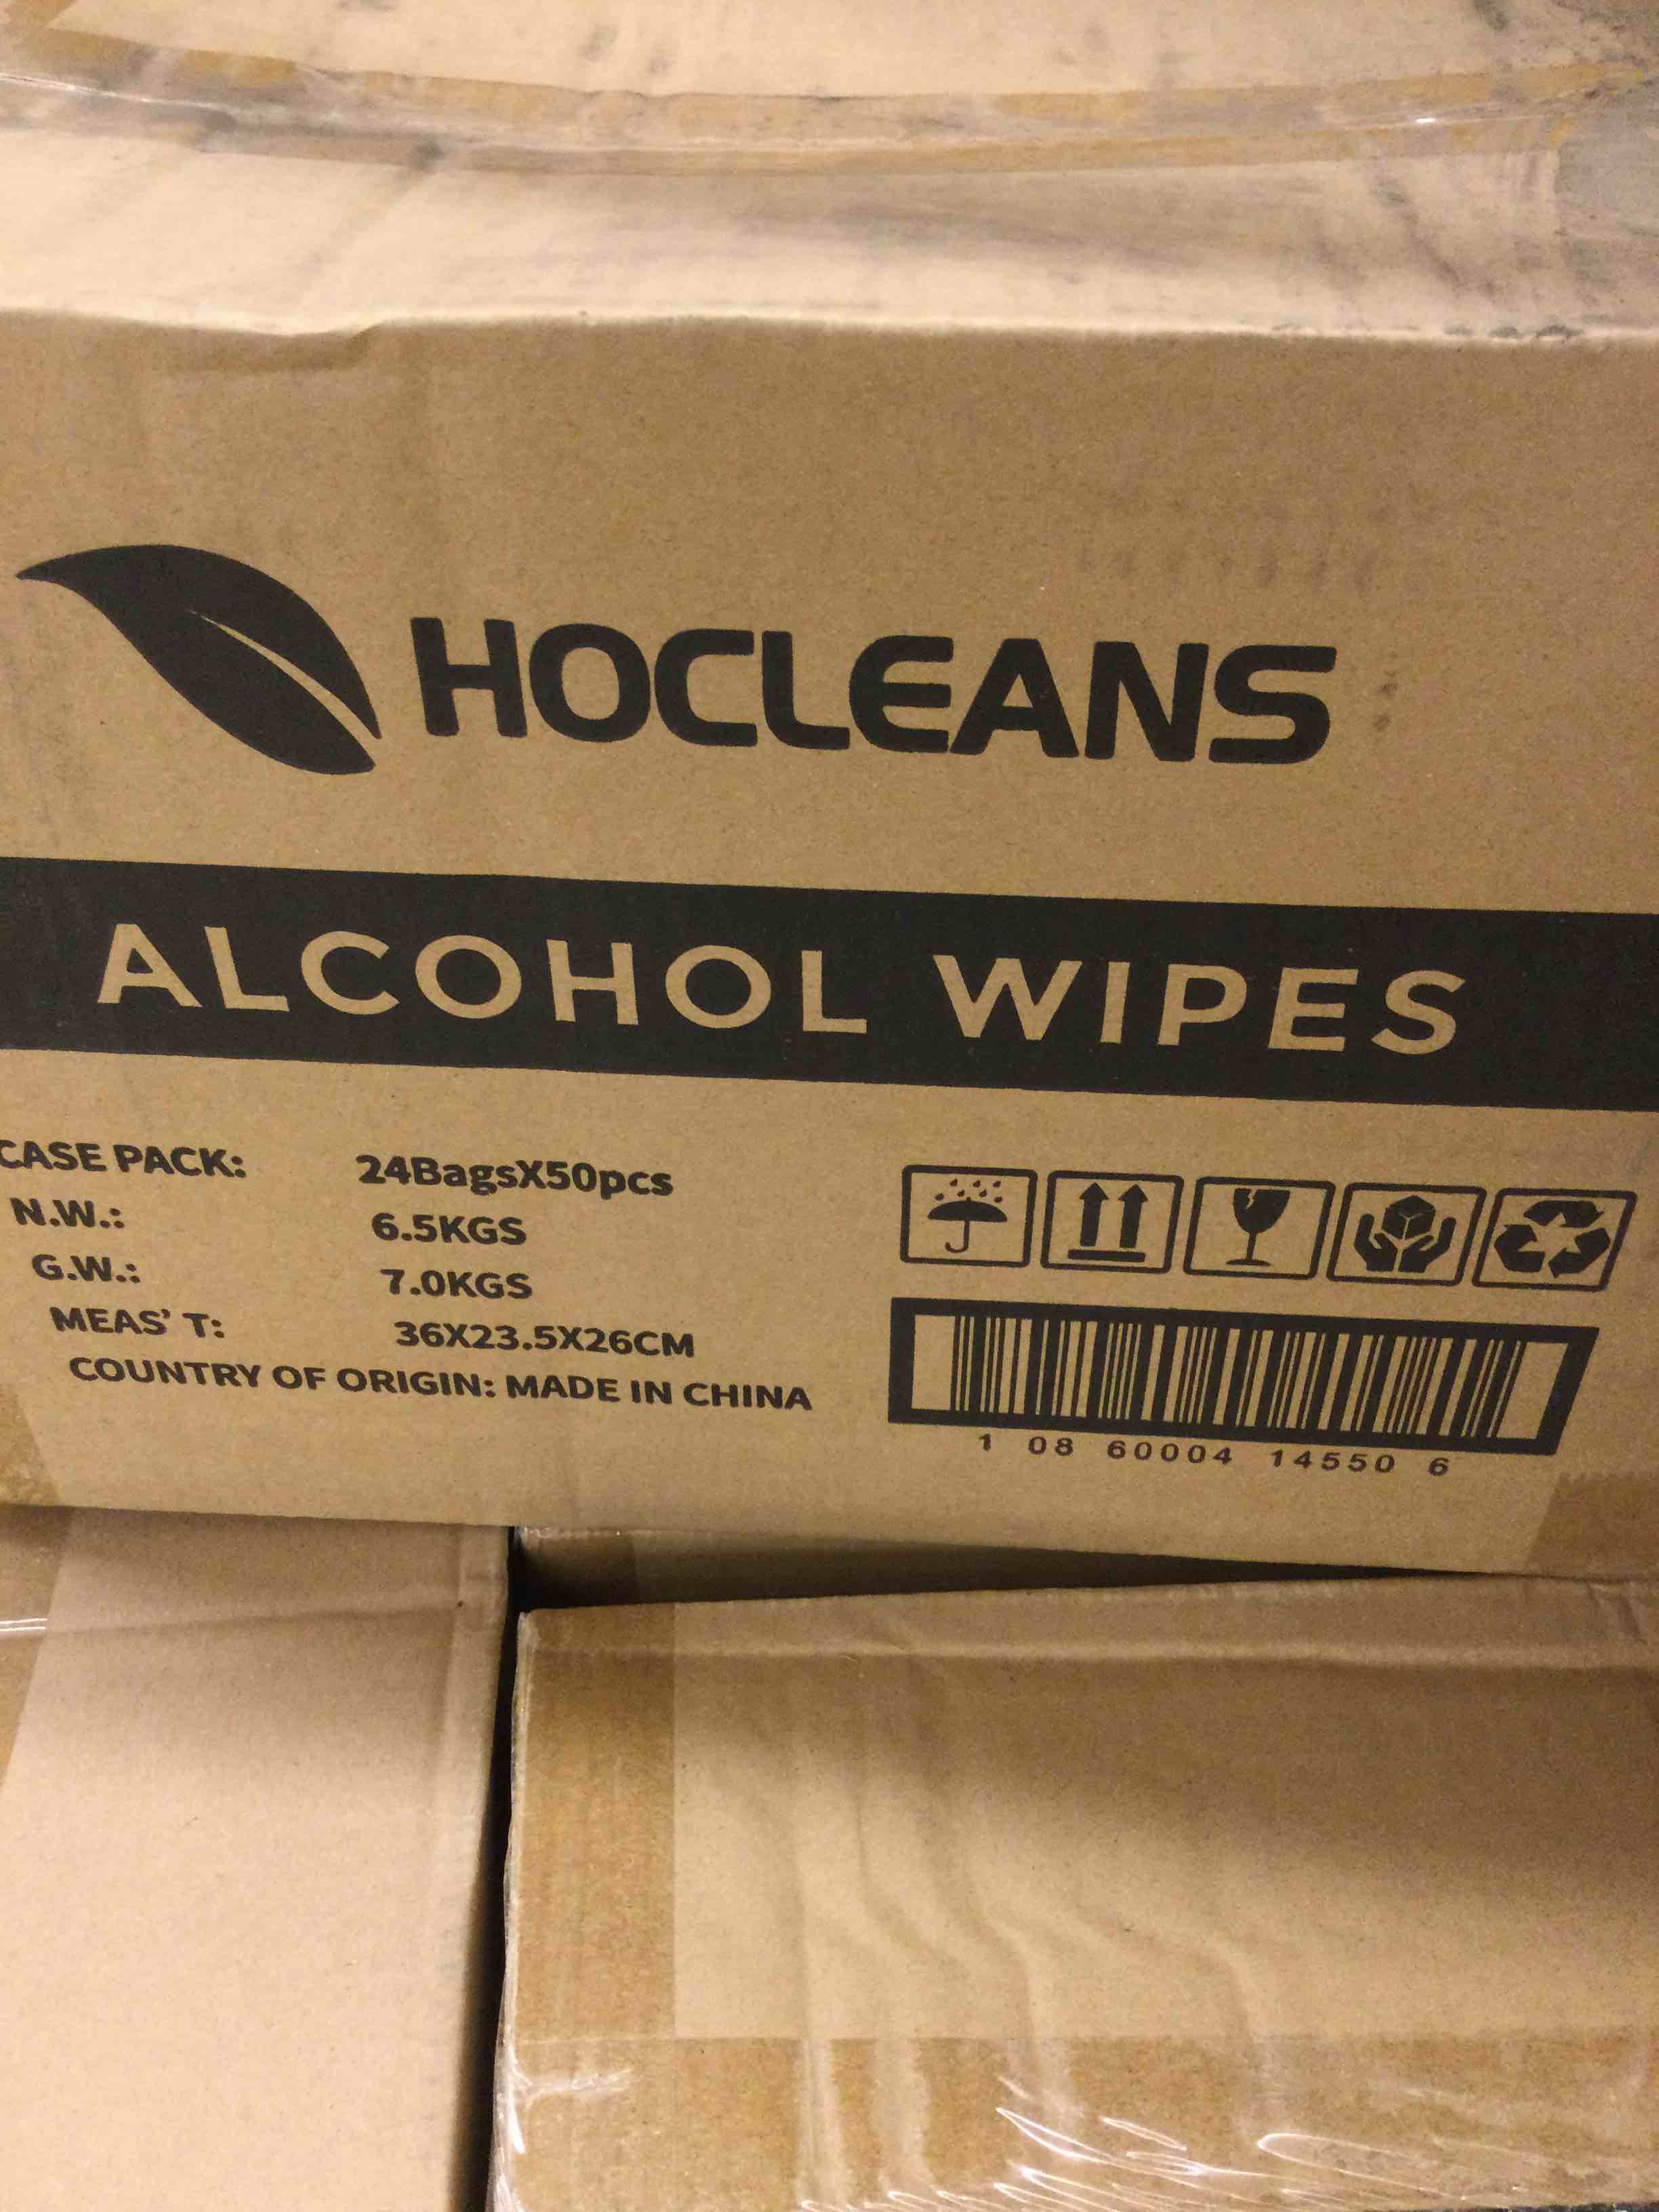 HOCLEANS
ALCOHOL WIPES
CASE PACK: 24BagsX50pcs
N.W.: 6.5KGS
G.W.: 7.0KGS
MEAS' T: 36X23.5X26CM
COUNTRY OF ORIGIN: MADE IN CHINA
1 08 60004 14550 6